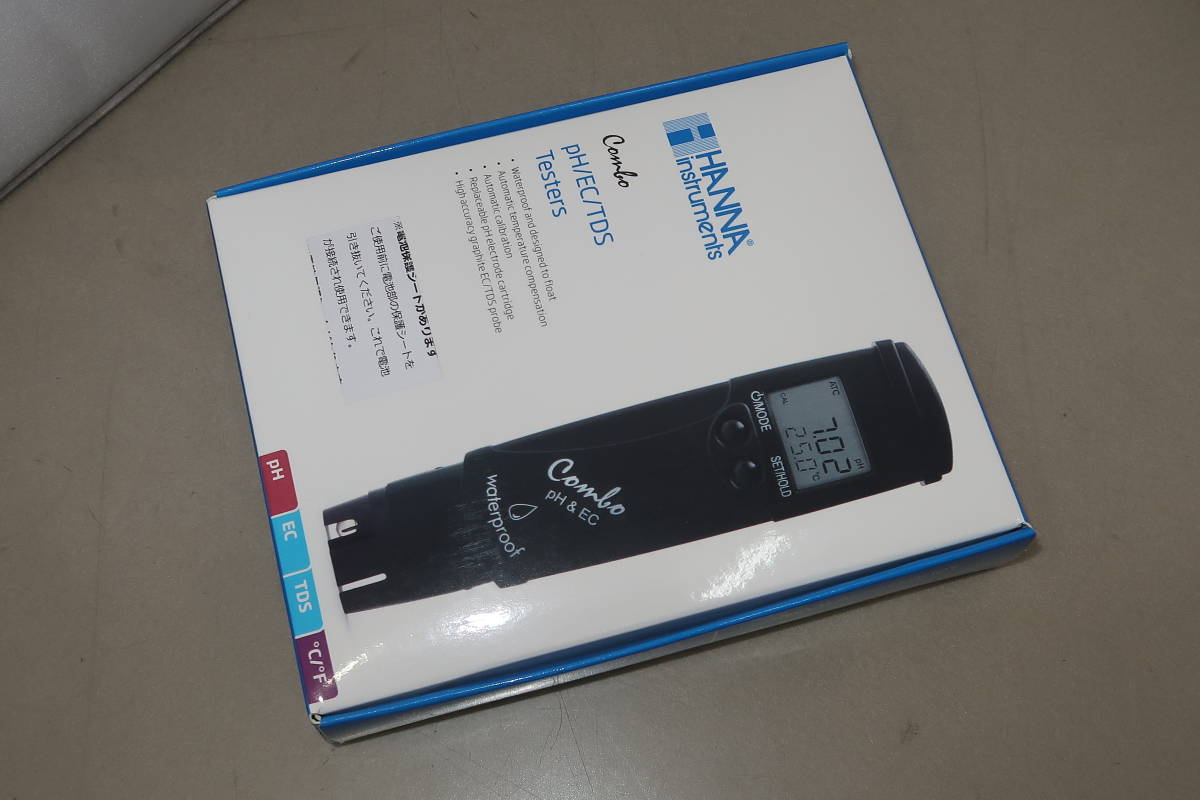 HANNA®
instruments
Combo
pH/EC/TDS
Testers
• Waterproof and designed to float
• Automatic temperature compensation
• Automatic calibration
• Replaceable pH electrode cartridge
• High accuracy graphite EC/TDS probe
※電池保護シートがあります
ご使用前に電池部の保護シートを
引き抜いてください。これで電池
が接続され使用できます。
ATC
CAL
7.02 pH
25.0 °C
/MODE
SET/HOLD
Combo
pH & EC
waterproof
pH
EC
TDS
°C/°F